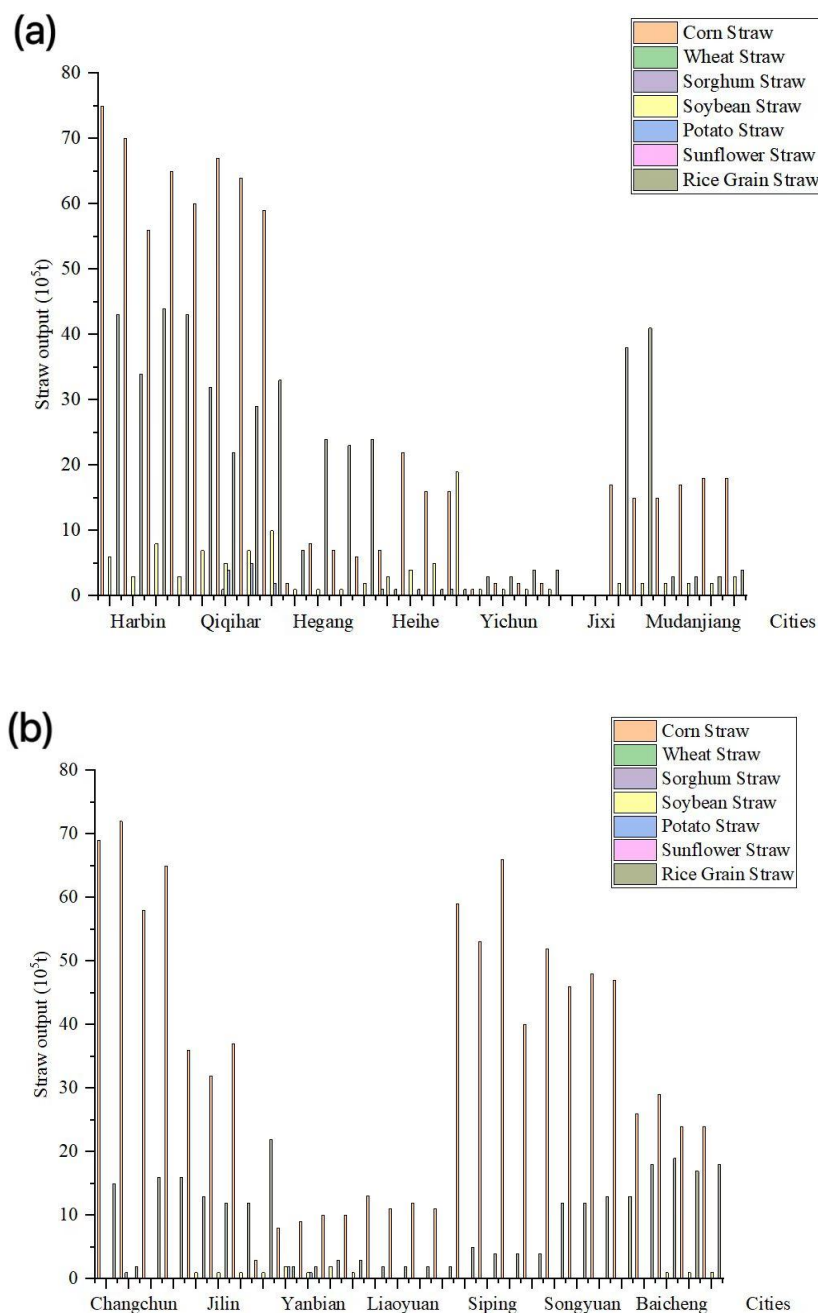 (a)
Corn Straw
Wheat Straw
Sorghum Straw
Soybean Straw
Potato Straw
Sunflower Straw
Rice Grain Straw
80
70
60
50
40
30
20
10
0
Straw output (10⁵t)
Harbin Qiqihar Hegang Heihe Yichun Jixi Mudanjiang Cities
(b)
Corn Straw
Wheat Straw
Sorghum Straw
Soybean Straw
Potato Straw
Sunflower Straw
Rice Grain Straw
80
70
60
50
40
30
20
10
0
Straw output (10⁵t)
Changchun Jilin Yanbian Liaoyuan Siping Songyuan Baicheng Cities